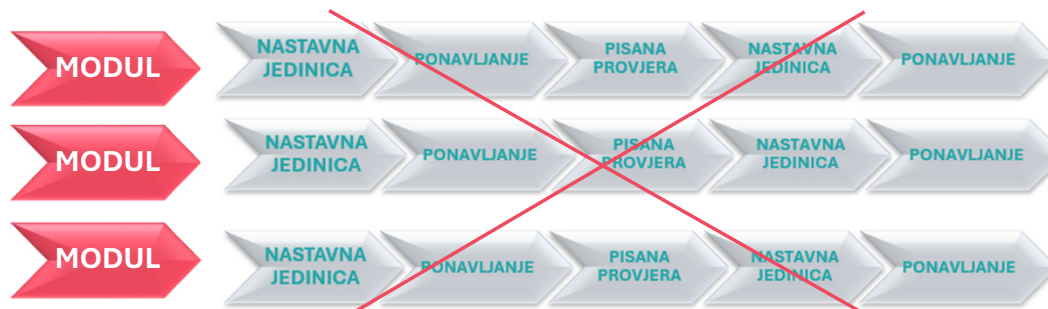 MODUL
NASTAVNA
JEDINICA
PONAVLJANJE
PISANA
PROVJERA
NASTAVNA
JEDINICA
PONAVLJANJE
MODUL
NASTAVNA
JEDINICA
PONAVLJANJE
PISANA
PROVJERA
NASTAVNA
JEDINICA
PONAVLJANJE
MODUL
NASTAVNA
JEDINICA
PONAVLJANJE
PISANA
PROVJERA
NASTAVNA
JEDINICA
PONAVLJANJE